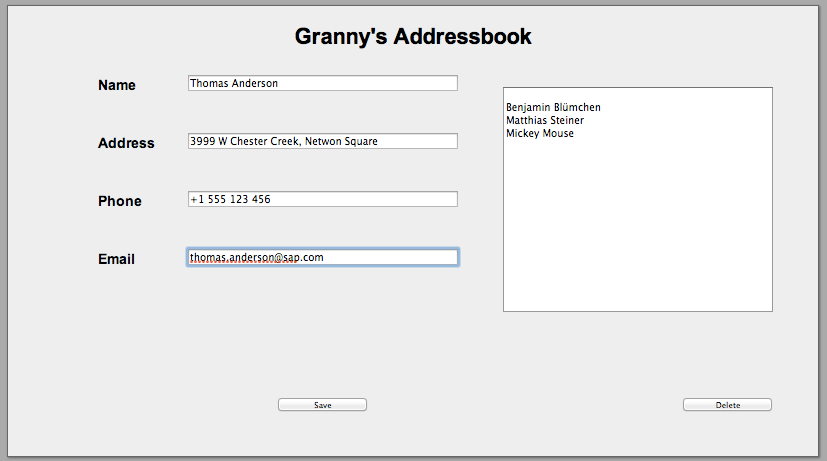 Granny's Addressbook
Name
Thomas Anderson
Address
3999 W Chester Creek, Netwon Square
Phone
+1 555 123 456
Email
thomas.anderson@sap.com
Benjamin Blümchen
Matthias Steiner
Mickey Mouse
Save
Delete